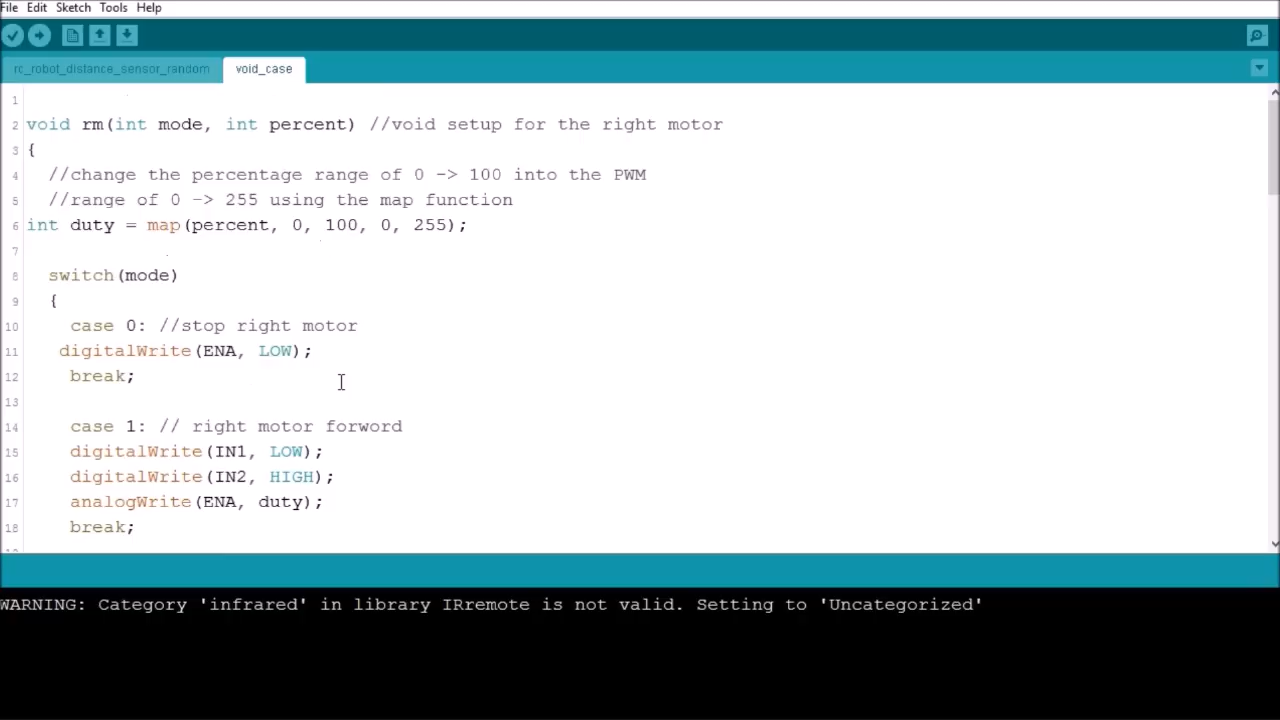 File Edit Sketch Tools Help
rc_robot_distance_sensor_random void_case
1
2 void rm(int mode, int percent) //void setup for the right motor
3 {
4 //change the percentage range of 0 -> 100 into the PWM
5 //range of 0 -> 255 using the map function
6 int duty = map(percent, 0, 100, 0, 255);
7
8 switch(mode)
9 {
10 case 0: //stop right motor
11 digitalWrite(ENA, LOW);
12 break;
13
14 case 1: // right motor forword
15 digitalWrite(IN1, LOW);
16 digitalWrite(IN2, HIGH);
17 analogWrite(ENA, duty);
18 break;
WARNING: Category 'infrared' in library IRremote is not valid. Setting to 'Uncategorized'